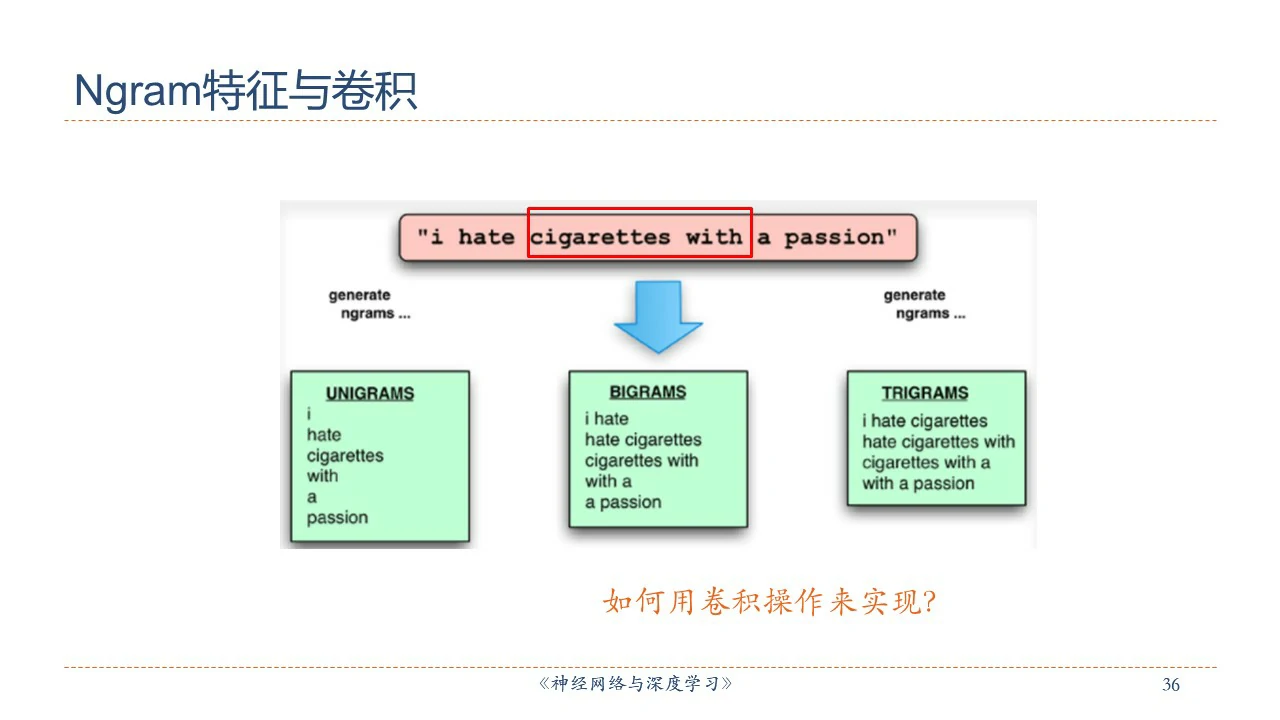 Ngram特征与卷积
"i hate cigarettes with a passion"
generate
ngrams ...
generate
ngrams ...
UNIGRAMS
i
hate
cigarettes
with
a
passion
BIGRAMS
i hate
hate cigarettes
cigarettes with
with a
a passion
TRIGRAMS
i hate cigarettes
hate cigarettes with
cigarettes with a
with a passion
如何用卷积操作来实现?
《神经网络与深度学习》
36